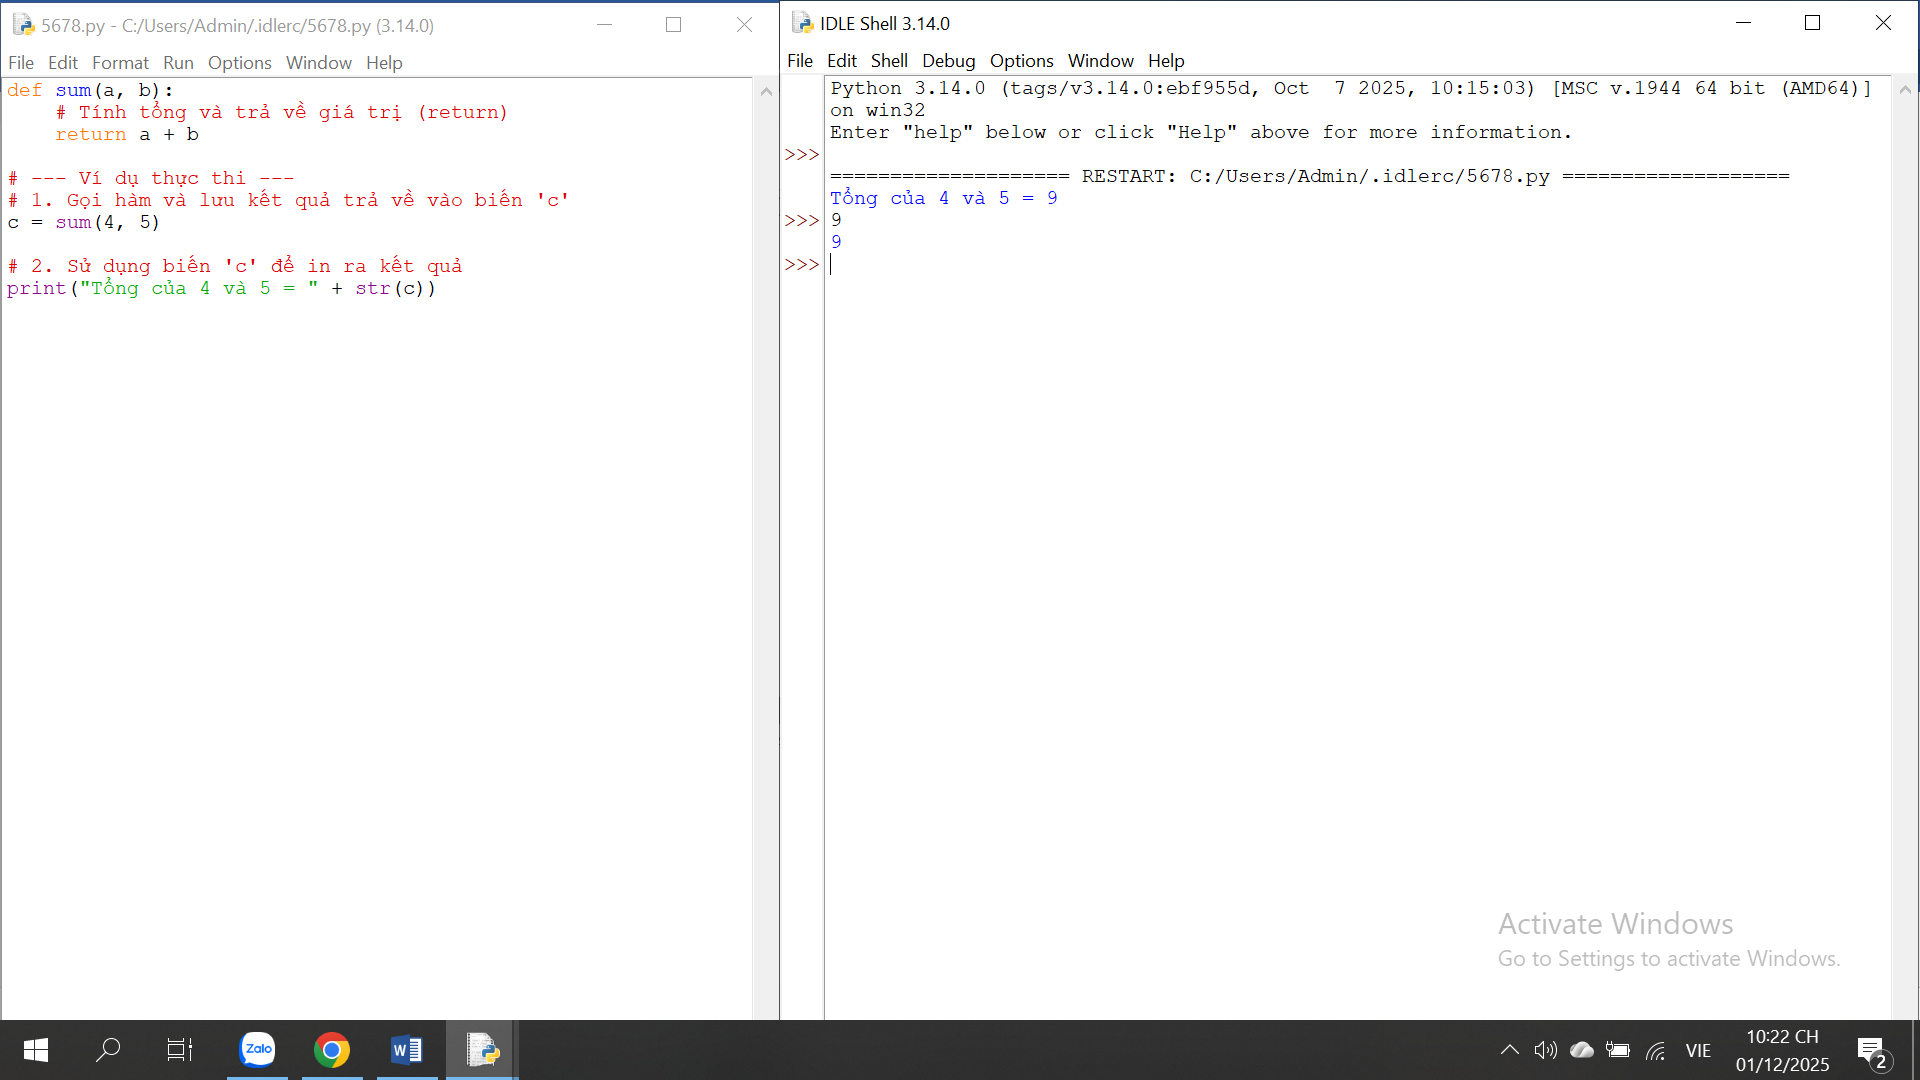 5678.py - C:/Users/Admin/.idlerc/5678.py (3.14.0)
File Edit Format Run Options Window Help
def sum(a, b):
    # Tính tổng và trả về giá trị (return)
    return a + b
# --- Ví dụ thực thi ---
# 1. Gọi hàm và lưu kết quả trả về vào biến 'c'
c = sum(4, 5)
# 2. Sử dụng biến 'c' để in ra kết quả
print("Tổng của 4 và 5 = " + str(c))
IDLE Shell 3.14.0
File Edit Shell Debug Options Window Help
Python 3.14.0 (tags/v3.14.0:ebf955d, Oct  7 2025, 10:15:03) [MSC v.1944 64 bit (AMD64)]
on win32
Enter "help" below or click "Help" above for more information.
>>>
==================== RESTART: C:/Users/Admin/.idlerc/5678.py ===================
Tổng của 4 và 5 = 9
>>> 9
9
>>>
Activate Windows
Go to Settings to activate Windows.
Zalo
W
VIE
10:22 CH
01/12/2025
2